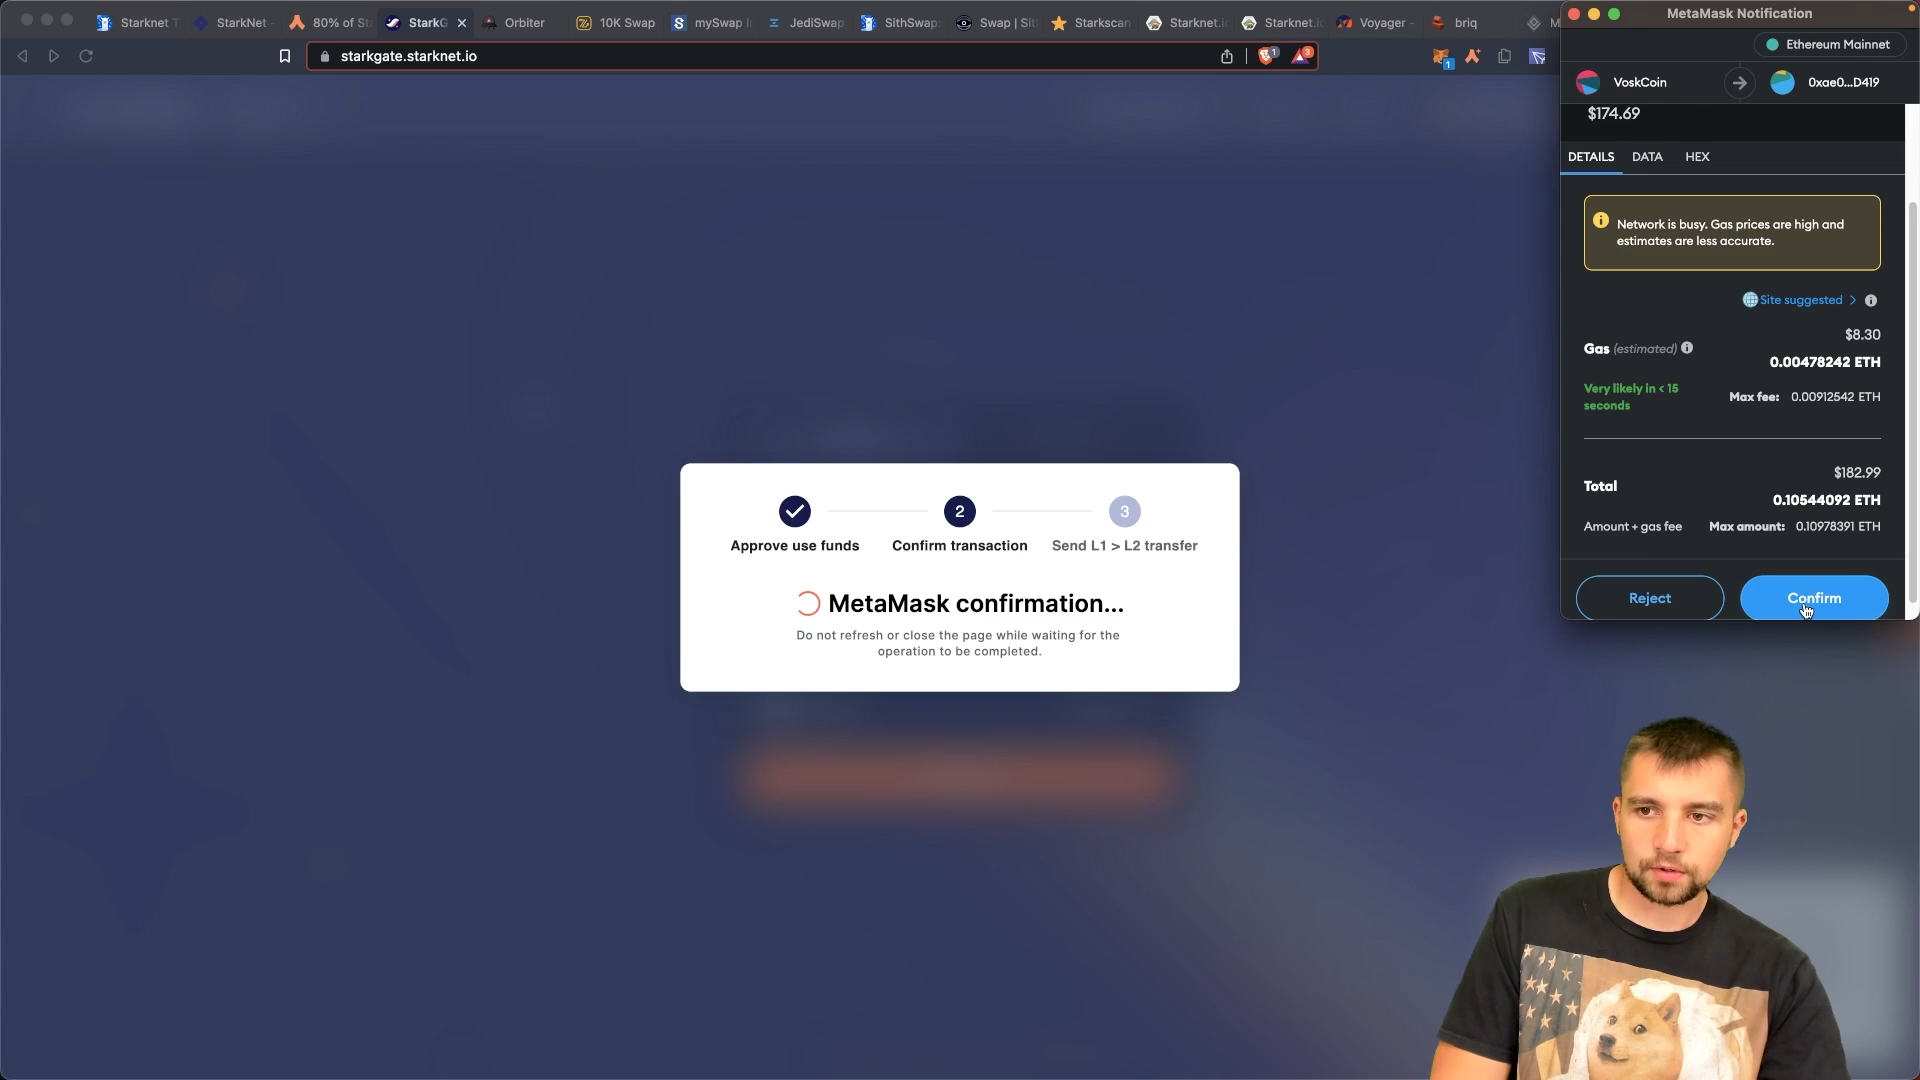 Starknet T
StarkNet -
80% of St
StarkG
Orbiter
10K Swap
mySwap I
JediSwap
SithSwap
Swap | Sit
Starkscan
Starknet.i
Starknet.i
Voyager -
briq
M
starkgate.starknet.io
1
3
1
MetaMask Notification
Ethereum Mainnet
VoskCoin
0xae0...D419
$174.69
DETAILS DATA HEX
Network is busy. Gas prices are high and
estimates are less accurate.
Site suggested >
$8.30
Gas (estimated)
0.00478242 ETH
Very likely in < 15
seconds
Max fee: 0.00912542 ETH
$182.99
Total
0.10544092 ETH
Amount + gas fee Max amount: 0.10978391 ETH
Reject Confirm
2 3
Approve use funds Confirm transaction Send L1 > L2 transfer
MetaMask confirmation...
Do not refresh or close the page while waiting for the
operation to be completed.